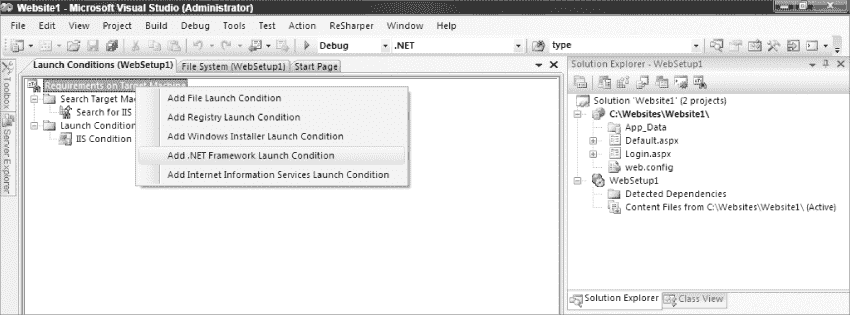 Website1 - Microsoft Visual Studio (Administrator)
File Edit View Project Build Debug Tools Test Action ReSharper Window Help
Debug .NET type
Launch Conditions (WebSetup1) File System (WebSetup1) Start Page
Solution Explorer - WebSetup1
Toolbox
Server Explorer
Requirements on Target Machine
Search Target Ma
Search for IIS
Launch Condition
IIS Condition
Add File Launch Condition
Add Registry Launch Condition
Add Windows Installer Launch Condition
Add .NET Framework Launch Condition
Add Internet Information Services Launch Condition
Solution 'Website1' (2 projects)
C:\Websites\Website1\
App_Data
Default.aspx
Login.aspx
web.config
WebSetup1
Detected Dependencies
Content Files from C:\Websites\Website1\ (Active)
Solution Explorer Class View